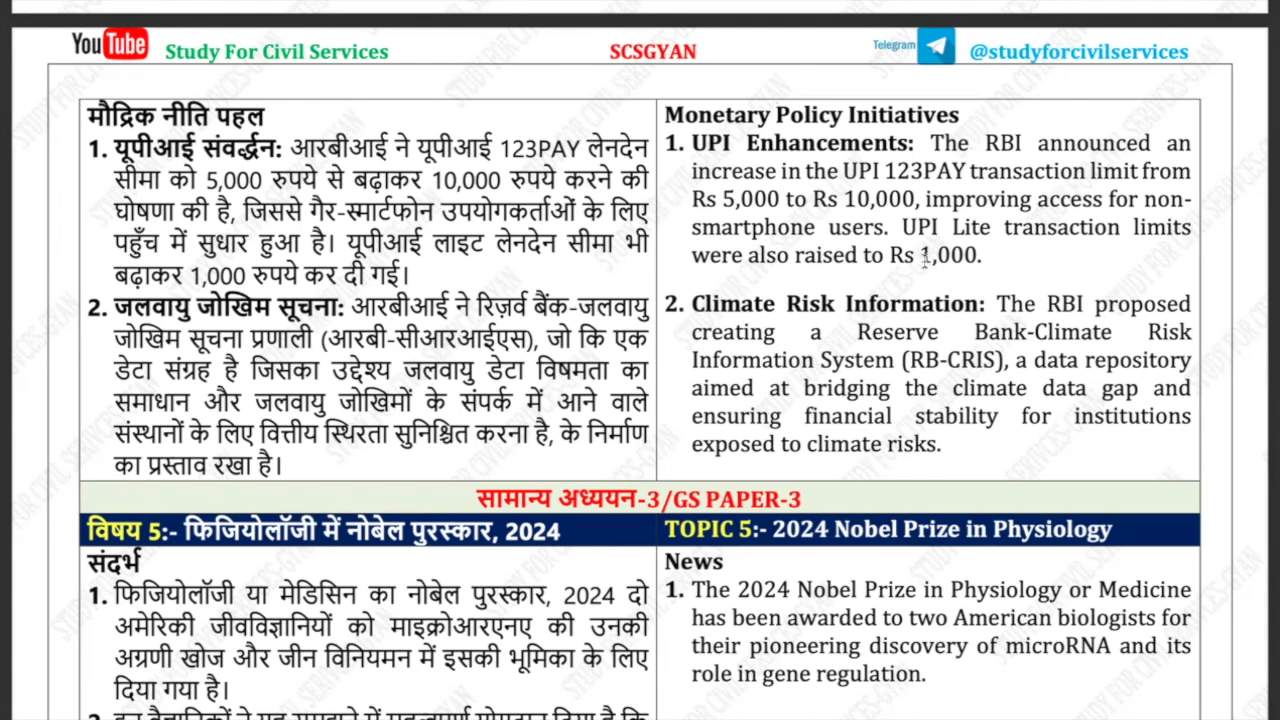 YouTube Study For Civil Services SCSGYAN Telegram @studyforcivilservices
मौद्रिक नीति पहल
1. यूपीआई संवर्द्धन: आरबीआई ने यूपीआई 123PAY लेनदेन
सीमा को 5,000 रुपये से बढ़ाकर 10,000 रुपये करने की
घोषणा की है, जिससे गैर-स्मार्टफोन उपयोगकर्ताओं के लिए
पहुँच में सुधार हुआ है। यूपीआई लाइट लेनदेन सीमा भी
बढ़ाकर 1,000 रुपये कर दी गई।
2. जलवायु जोखिम सूचना: आरबीआई ने रिज़र्व बैंक-जलवायु
जोखिम सूचना प्रणाली (आरबी-सीआरआईएस), जो कि एक
डेटा संग्रह है जिसका उद्देश्य जलवायु डेटा विषमता का
समाधान और जलवायु जोखिमों के संपर्क में आने वाले
संस्थानों के लिए वित्तीय स्थिरता सुनिश्चित करना है, के निर्माण
का प्रस्ताव रखा है।
Monetary Policy Initiatives
1. UPI Enhancements: The RBI announced an
increase in the UPI 123PAY transaction limit from
Rs 5,000 to Rs 10,000, improving access for non-
smartphone users. UPI Lite transaction limits
were also raised to Rs 1,000.
2. Climate Risk Information: The RBI proposed
creating a Reserve Bank-Climate Risk
Information System (RB-CRIS), a data repository
aimed at bridging the climate data gap and
ensuring financial stability for institutions
exposed to climate risks.
सामान्य अध्ययन-3/GS PAPER-3
विषय 5:- फिजियोलॉजी में नोबेल पुरस्कार, 2024
TOPIC 5:- 2024 Nobel Prize in Physiology
संदर्भ
1. फिजियोलॉजी या मेडिसिन का नोबेल पुरस्कार, 2024 दो
अमेरिकी जीवविज्ञानियों को माइक्रोआरएनए की उनकी
अग्रणी खोज और जीन विनियमन में इसकी भूमिका के लिए
दिया गया है।
News
1. The 2024 Nobel Prize in Physiology or Medicine
has been awarded to two American biologists for
their pioneering discovery of microRNA and its
role in gene regulation.